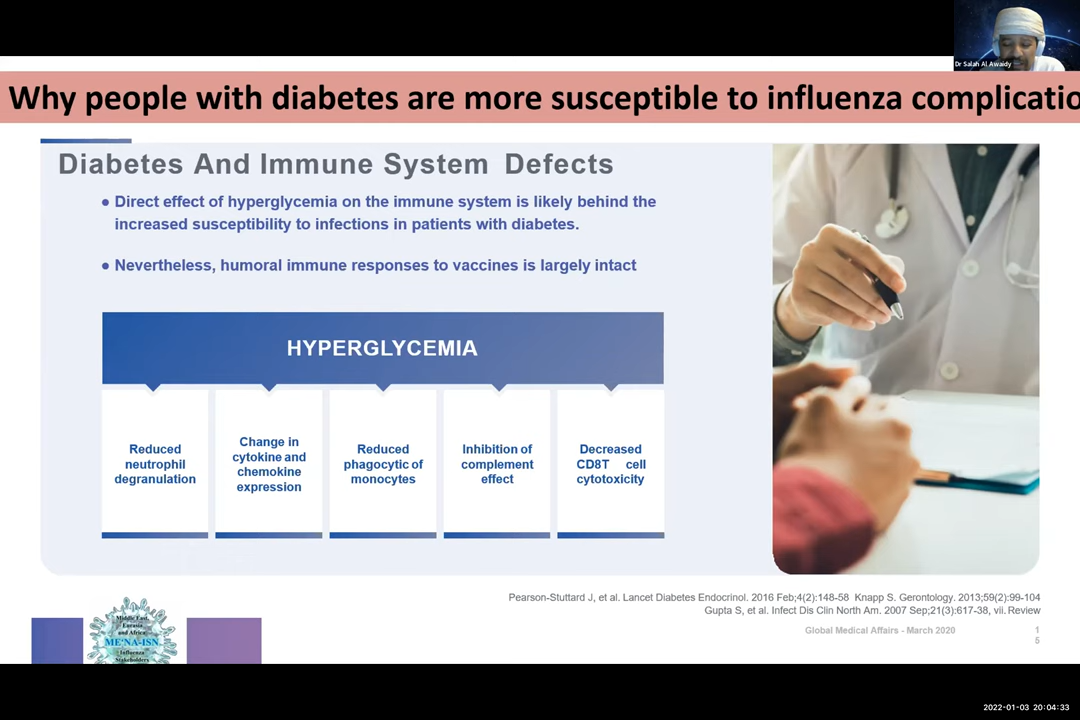 Dr Salah Al Awaidy
Why people with diabetes are more susceptible to influenza complicatio
Diabetes And Immune System Defects
● Direct effect of hyperglycemia on the immune system is likely behind the
increased susceptibility to infections in patients with diabetes.
● Nevertheless, humoral immune responses to vaccines is largely intact
HYPERGLYCEMIA
Reduced
neutrophil
degranulation
Change in
cytokine and
chemokine
expression
Reduced
phagocytic of
monocytes
Inhibition of
complement
effect
Decreased
CD8T cell
cytotoxicity
Pearson-Stuttard J, et al. Lancet Diabetes Endocrinol. 2016 Feb;4(2):148-58 Knapp S. Gerontology. 2013;59(2):99-104
Gupta S, et al. Infect Dis Clin North Am. 2007 Sep;21(3):617-38, vii. Review
Global Medical Affairs - March 2020
1
5
Middle East,
Eurasia
and Africa
ME'NA-ISN
Influenza
Stakeholders
2022-01-03 20:04:33